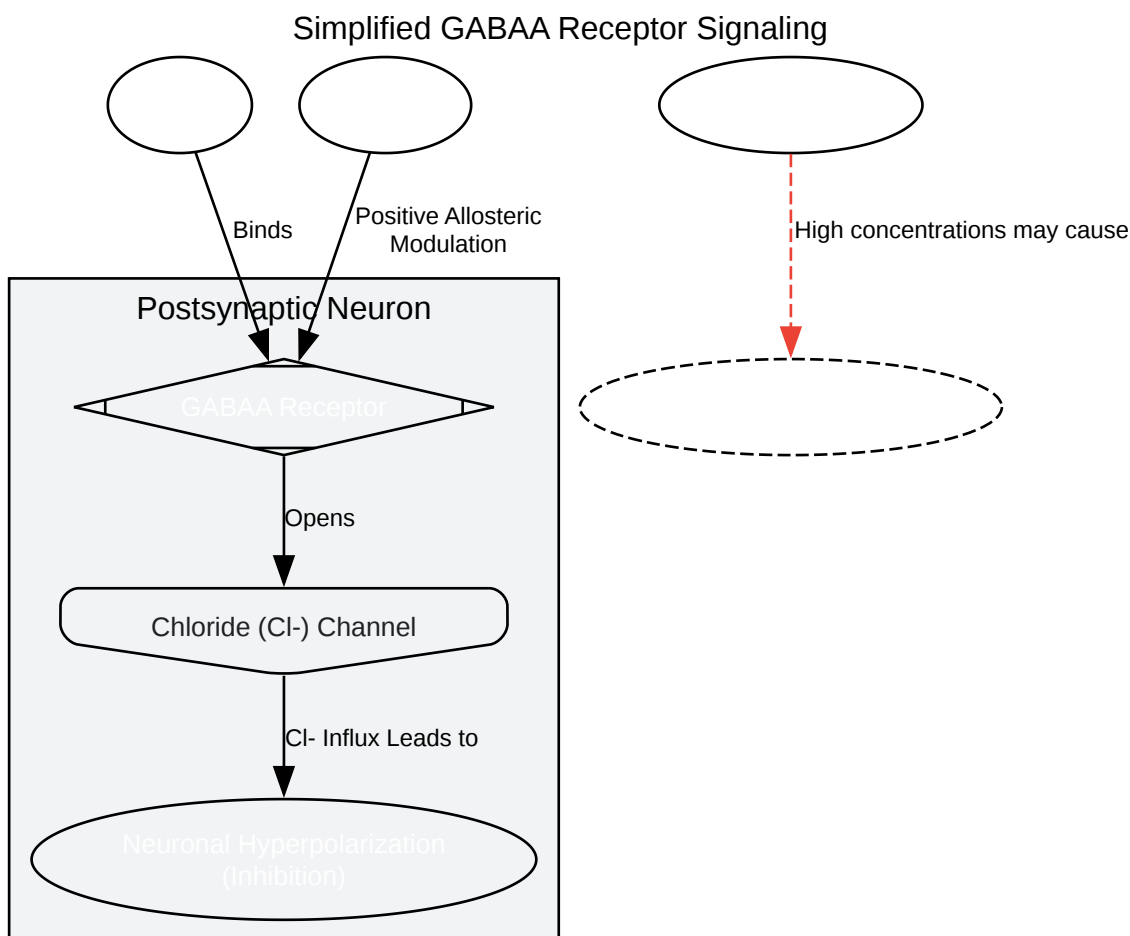 Simplified GABAA Receptor Signaling
Binds
Positive Allosteric
Modulation
High concentrations may cause
Postsynaptic Neuron
GABAA Receptor
Opens
Chloride (Cl-) Channel
Cl- Influx Leads to
Neuronal Hyperpolarization
(Inhibition)